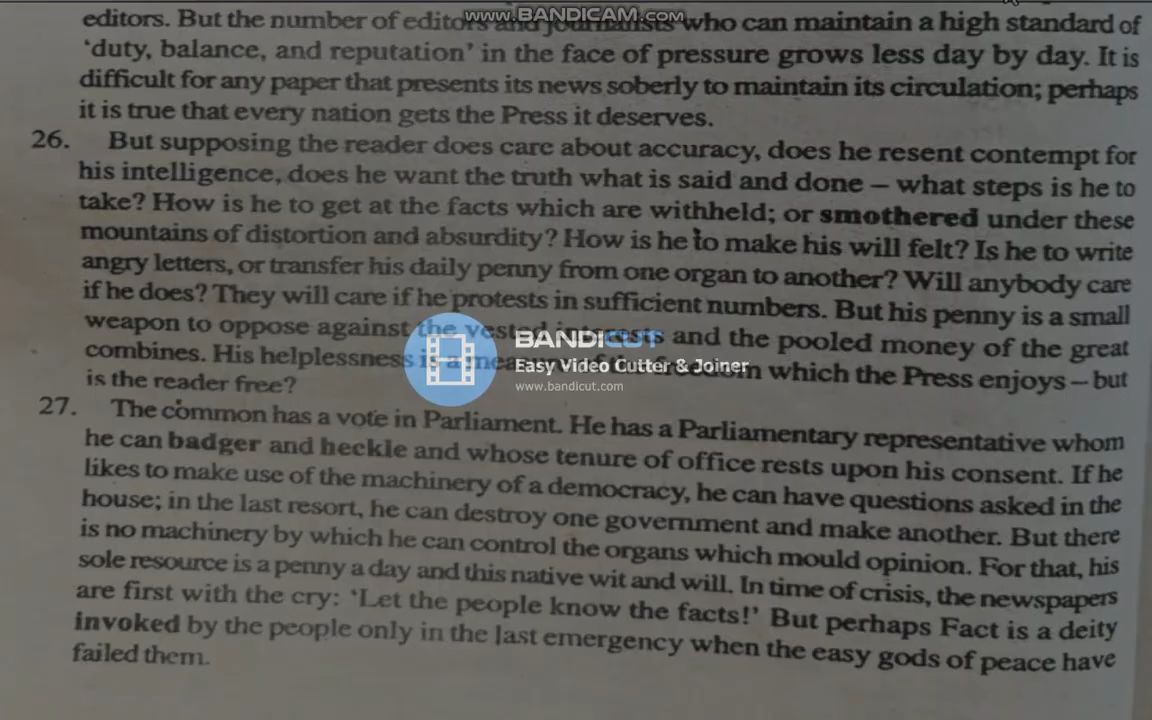 www.BANDICAM.com
editors. But the number of editors and journalists who can maintain a high standard of
'duty, balance, and reputation' in the face of pressure grows less day by day. It is
difficult for any paper that presents its news soberly to maintain its circulation; perhaps
it is true that every nation gets the Press it deserves.
26. But supposing the reader does care about accuracy, does he resent contempt for
his intelligence, does he want the truth what is said and done – what steps is he to
take? How is he to get at the facts which are withheld; or smothered under these
mountains of distortion and absurdity? How is he to make his will felt? Is he to write
angry letters, or transfer his daily penny from one organ to another? Will anybody care
if he does? They will care if he protests in sufficient numbers. But his penny is a small
weapon to oppose against the vested interests and the pooled money of the great
combines. His helplessness is a measure of the freedom which the Press enjoys – but
is the reader free?
BANDICUT
Easy Video Cutter & Joiner
www.bandicut.com
27. The common has a vote in Parliament. He has a Parliamentary representative whom
he can badger and heckle and whose tenure of office rests upon his consent. If he
likes to make use of the machinery of a democracy, he can have questions asked in the
house; in the last resort, he can destroy one government and make another. But there
is no machinery by which he can control the organs which mould opinion. For that, his
sole resource is a penny a day and this native wit and will. In time of crisis, the newspapers
are first with the cry: 'Let the people know the facts!' But perhaps Fact is a deity
invoked by the people only in the last emergency when the easy gods of peace have
failed them.